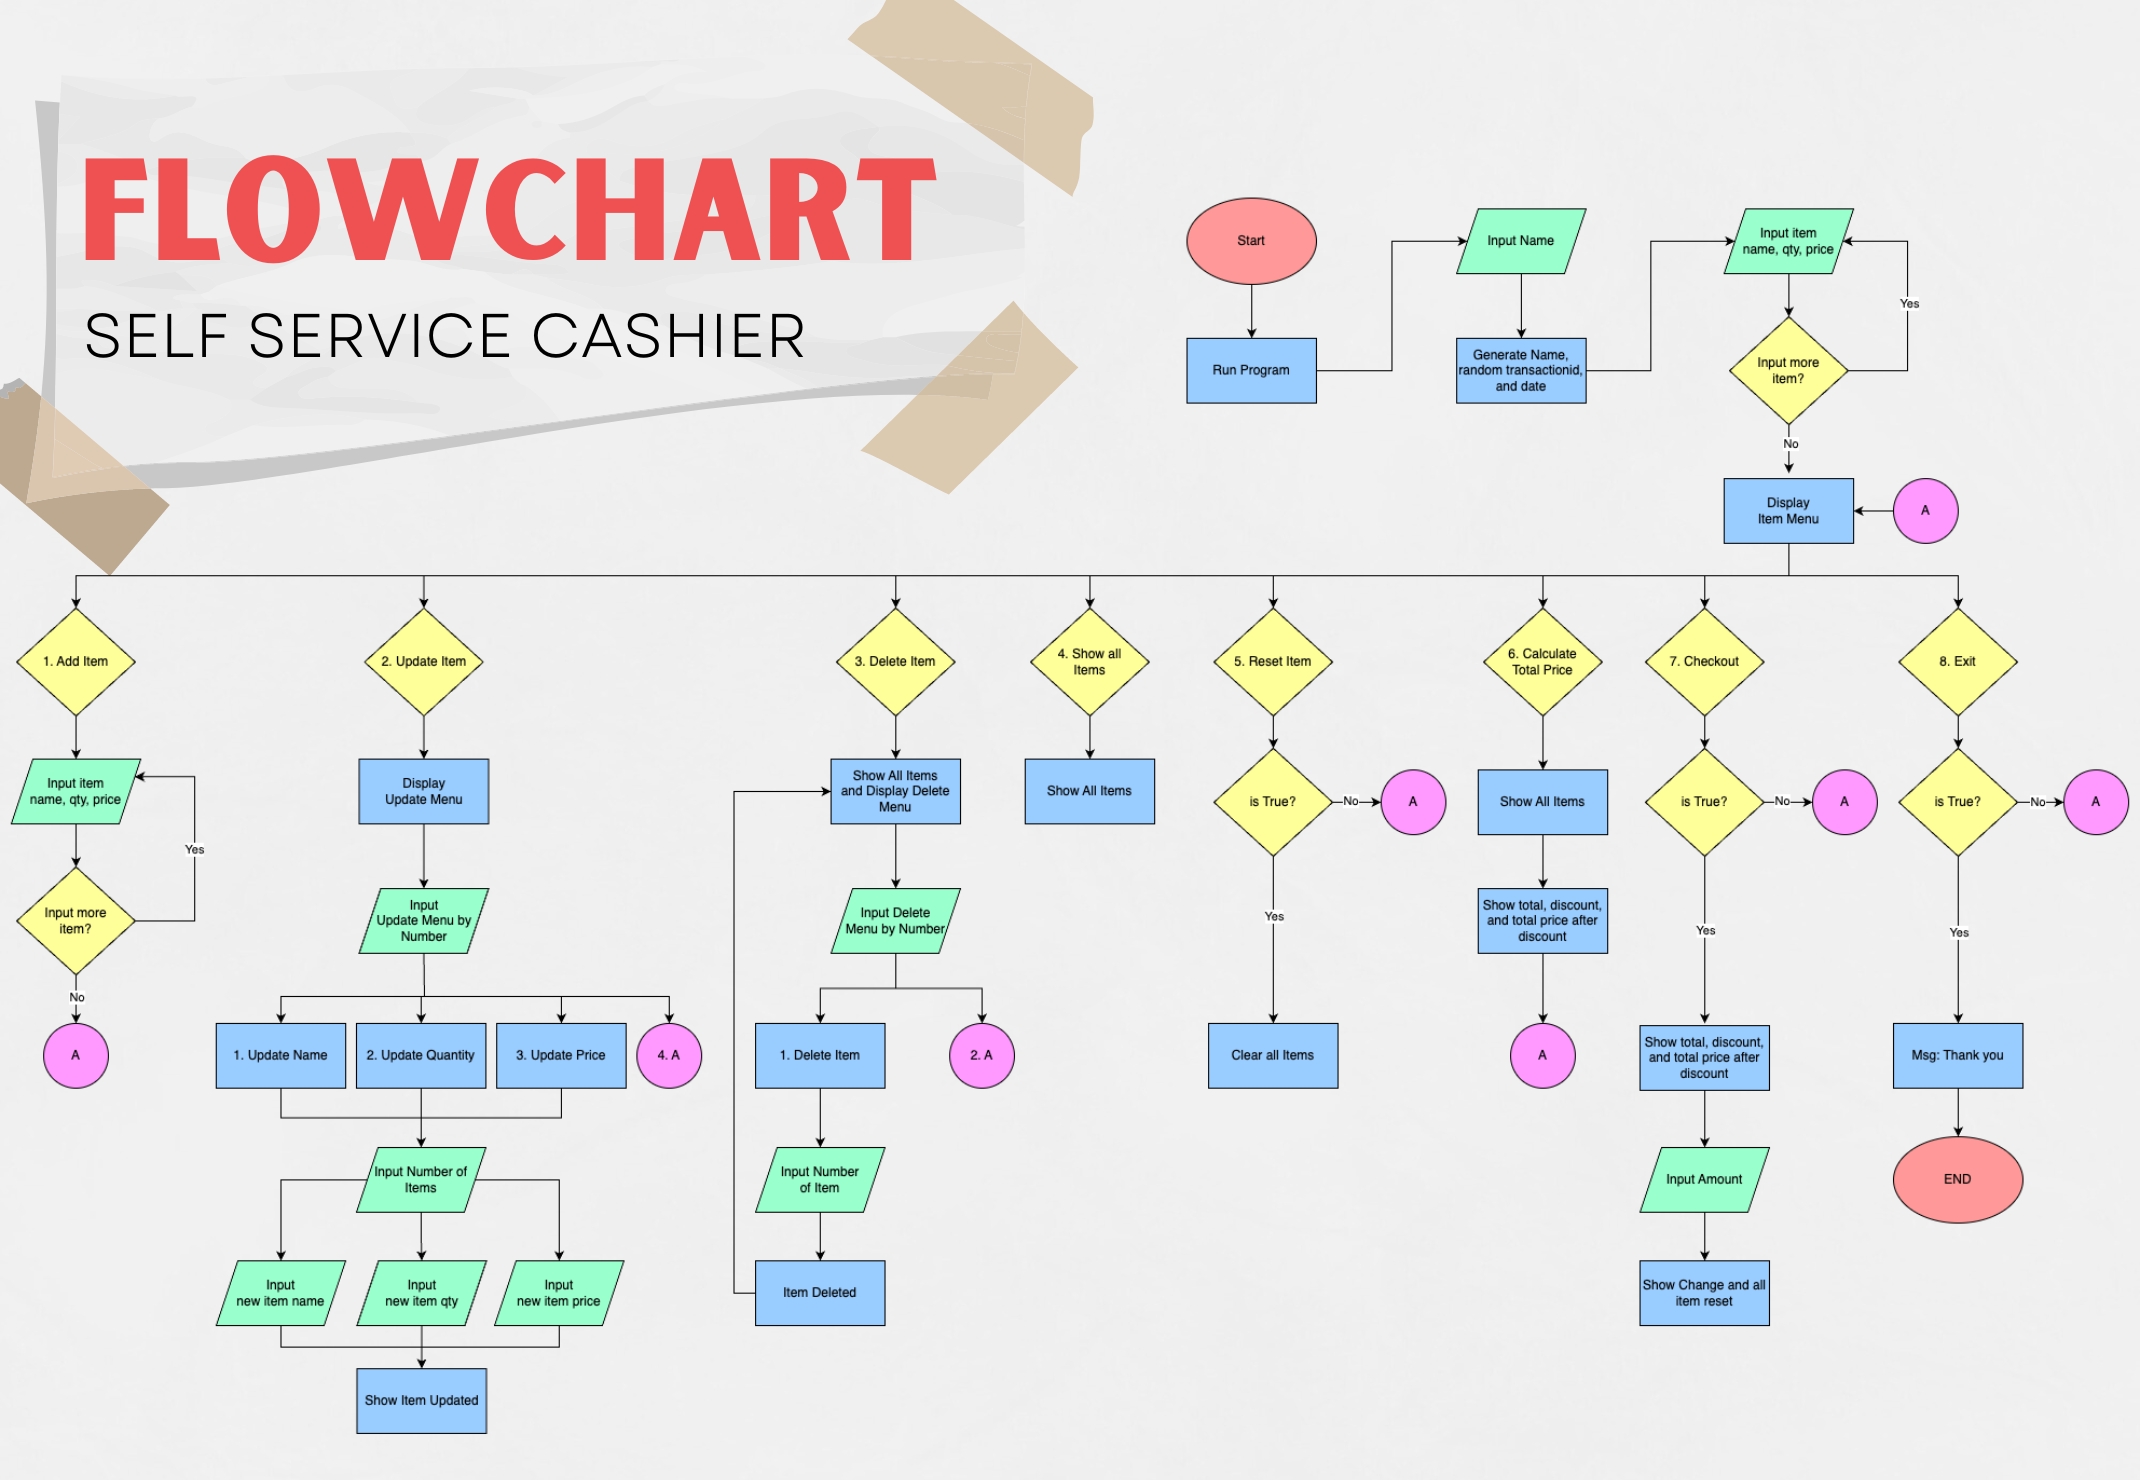 FLOWCHART
SELF SERVICE CASHIER
Start
Run Program
Input Name
Generate Name,
random transactionid,
and date
Input item
name, qty, price
Yes
Input more
item?
No
Display
Item Menu
A
1. Add Item
Input item
name, qty, price
Yes
Input more
item?
No
A
2. Update Item
Display
Update Menu
Input
Update Menu by
Number
1. Update Name
2. Update Quantity
3. Update Price
4. A
Input Number of
Items
Input
new item name
Input
new item qty
Input
new item price
Show Item Updated
3. Delete Item
Show All Items
and Display Delete
Menu
Input Delete
Menu by Number
1. Delete Item
2. A
Input Number
of Item
Item Deleted
4. Show all
Items
Show All Items
5. Reset Item
is True?
No
A
Yes
Clear all Items
6. Calculate
Total Price
Show All Items
Show total, discount,
and total price after
discount
A
7. Checkout
is True?
No
A
Yes
Show total, discount,
and total price after
discount
Input Amount
Show Change and all
item reset
8. Exit
is True?
No
A
Yes
Msg: Thank you
END